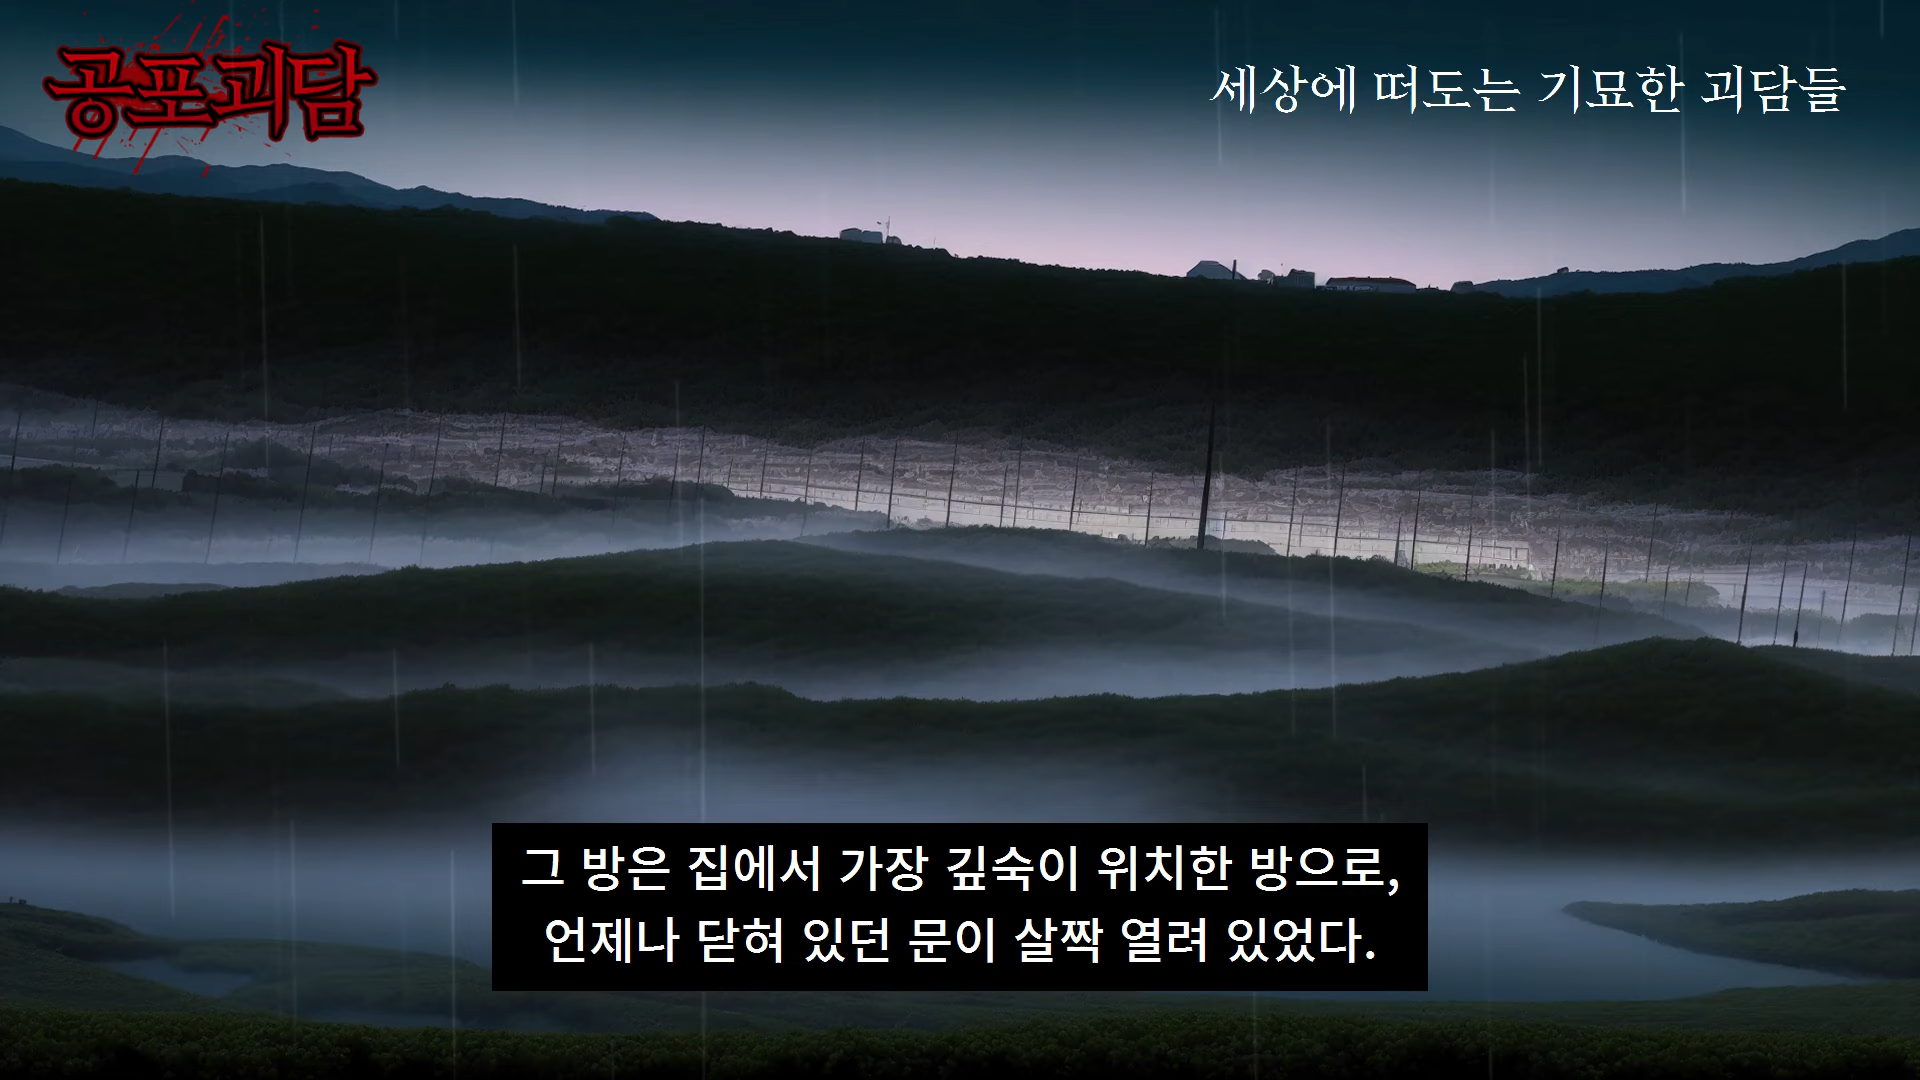 공포괴담
세상에 떠도는 기묘한 괴담들
그 방은 집에서 가장 깊숙이 위치한 방으로,
언제나 닫혀 있던 문이 살짝 열려 있었다.